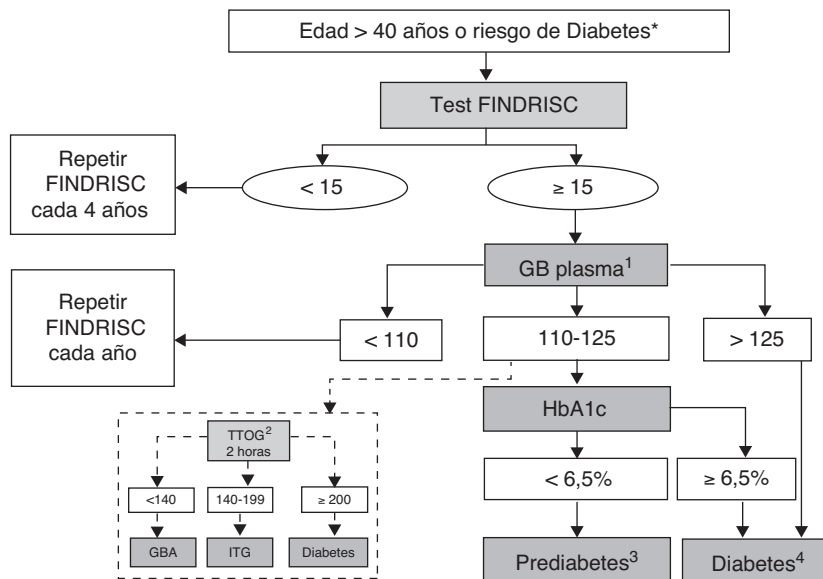 Edad > 40 años o riesgo de Diabetes*
Test FINDRISC
Repetir
FINDRISC
cada 4 años
< 15
≥ 15
GB plasma¹
Repetir
FINDRISC
cada año
< 110
110-125
> 125
HbA1c
TTOG²
2 horas
< 6,5%
≥ 6,5%
<140
140-199
≥ 200
GBA
ITG
Diabetes
Prediabetes³
Diabetes⁴